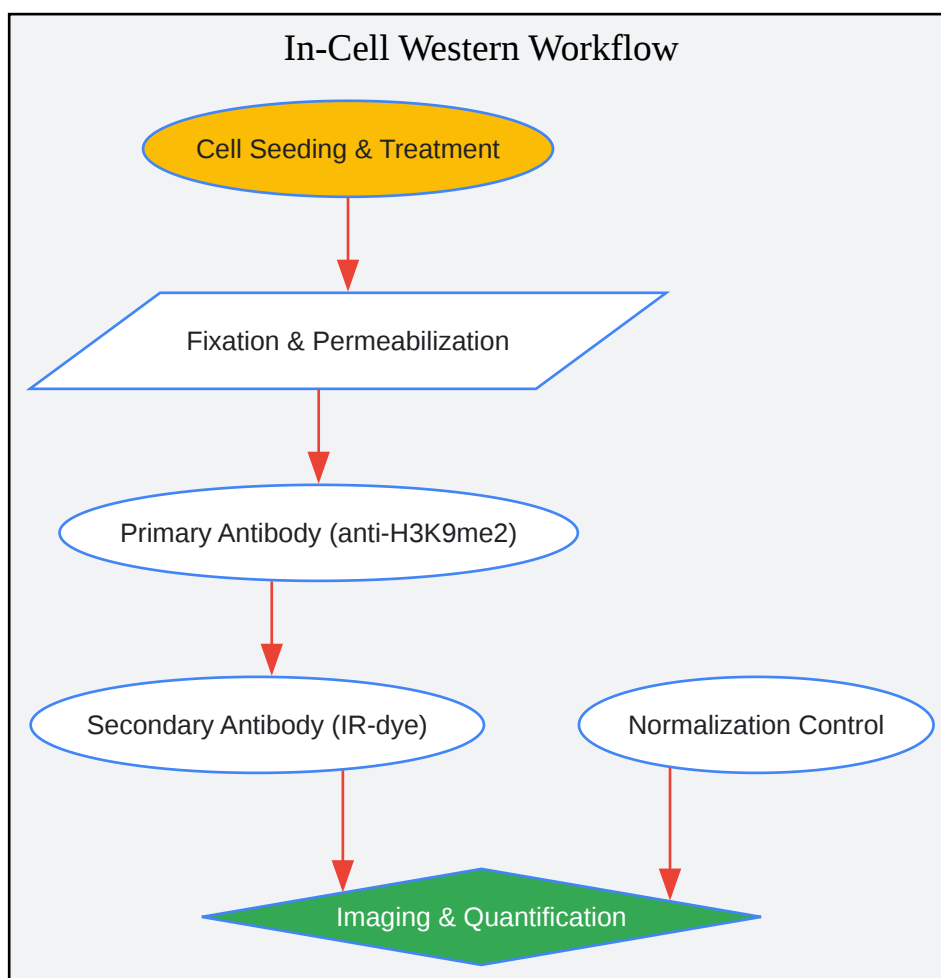 In-Cell Western Workflow
Cell Seeding & Treatment
Fixation & Permeabilization
Primary Antibody (anti-H3K9me2)
Secondary Antibody (IR-dye)
Normalization Control
Imaging & Quantification